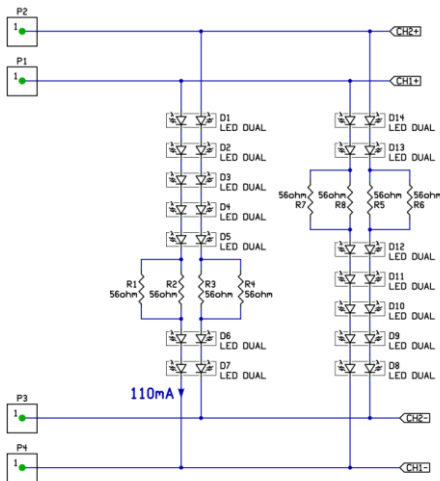 P2
1
CH2+
P1
1
CH1+
D1
LED DUAL
D14
LED DUAL
D2
LED DUAL
D13
LED DUAL
D3
LED DUAL
56ohm
R7
56ohm
R8
56ohm
R5
56ohm
R6
D4
LED DUAL
D5
LED DUAL
D12
LED DUAL
R1
56ohm
R2
56ohm
R3
56ohm
R4
56ohm
D11
LED DUAL
D10
LED DUAL
D6
LED DUAL
D9
LED DUAL
D7
LED DUAL
D8
LED DUAL
110mA
P3
1
CH2-
P4
1
CH1-